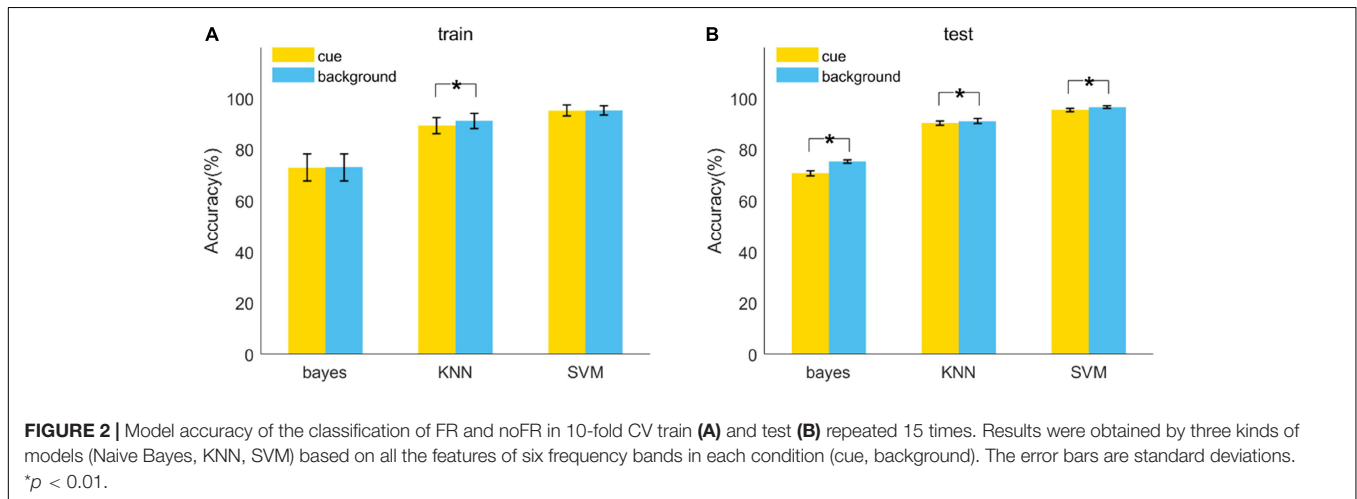 A
train
cue
background
*
100
80
60
40
20
0
Accuracy(%)
bayes KNN SVM
B
test
cue
background
*
*
*
100
80
60
40
20
0
Accuracy(%)
bayes KNN SVM
FIGURE 2 | Model accuracy of the classification of FR and noFR in 10-fold CV train (A) and test (B) repeated 15 times. Results were obtained by three kinds of
models (Naive Bayes, KNN, SVM) based on all the features of six frequency bands in each condition (cue, background). The error bars are standard deviations.
*p < 0.01.